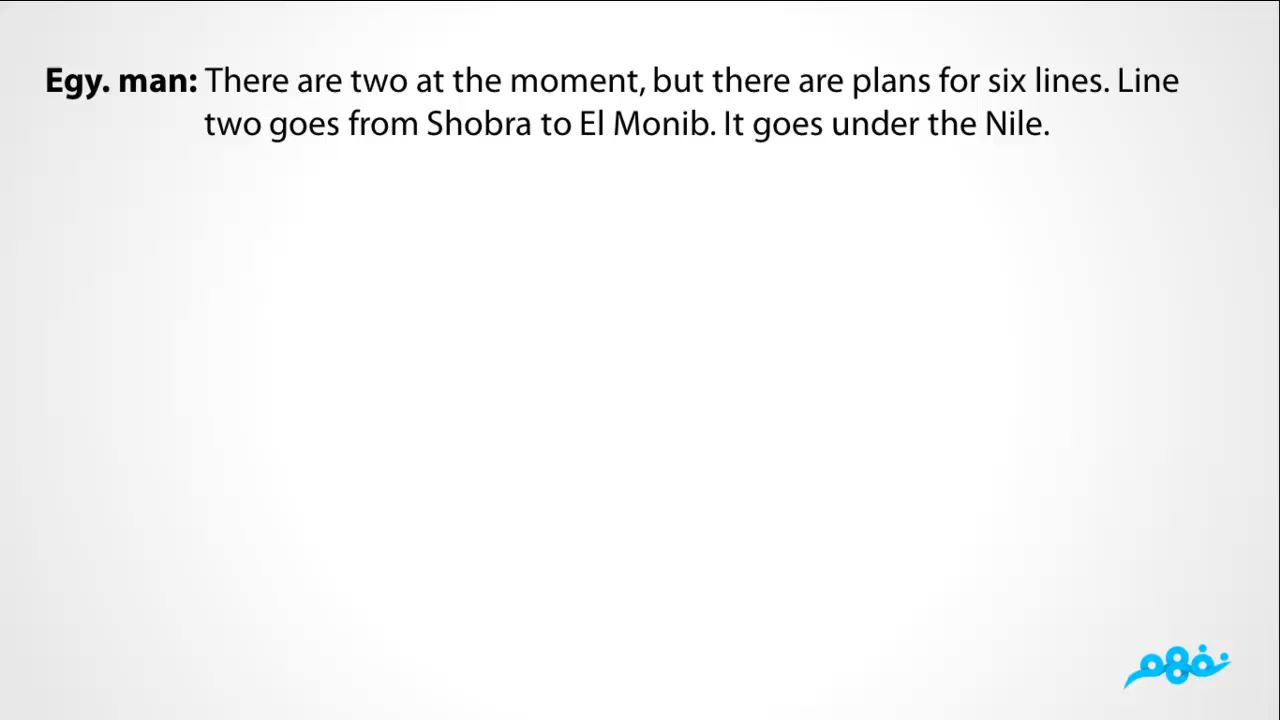 Egy. man: There are two at the moment, but there are plans for six lines. Line
two goes from Shobra to El Monib. It goes under the Nile.
نفهم